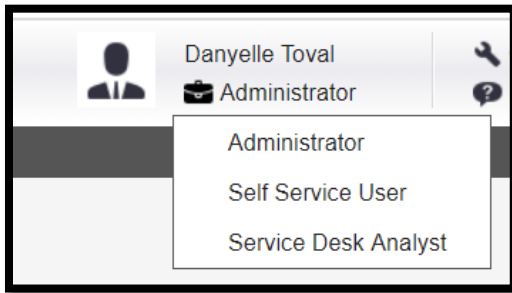 Danyelle Toval
Administrator
Administrator
Self Service User
Service Desk Analyst